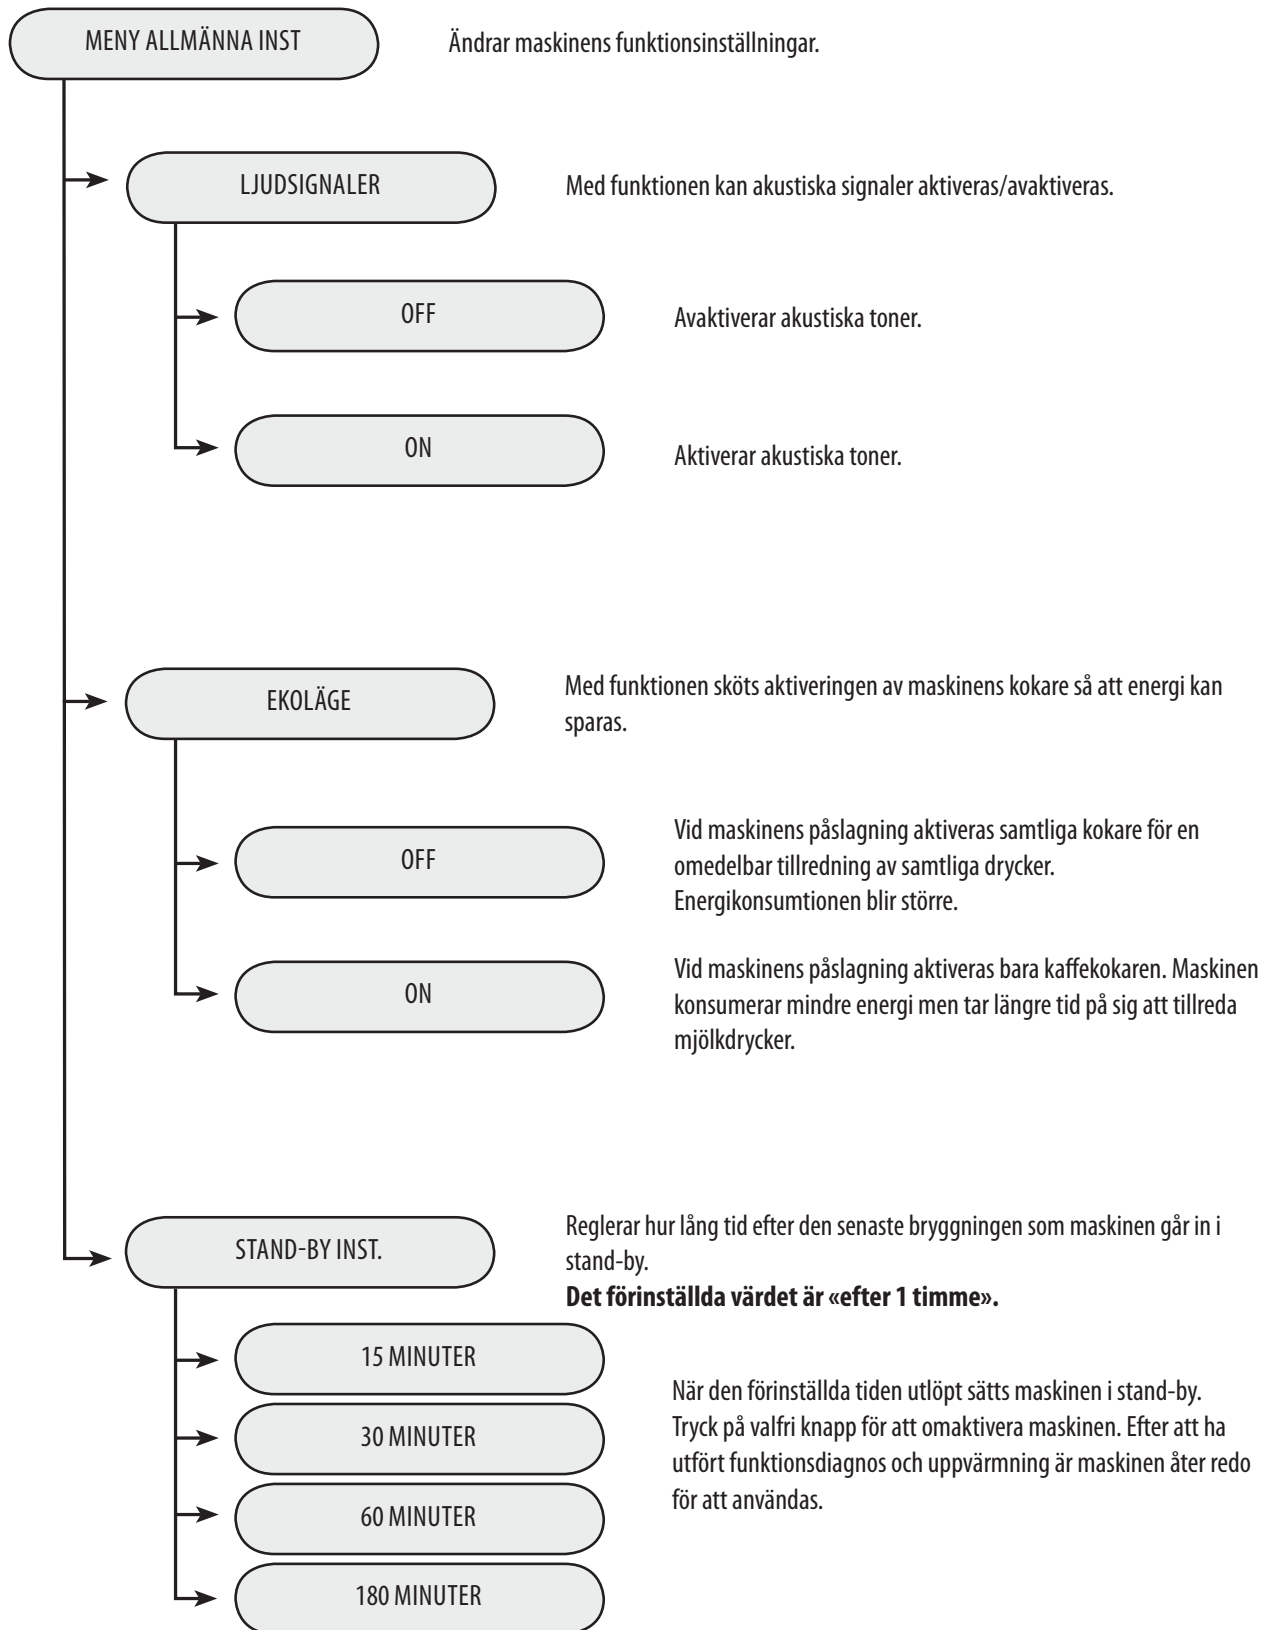 MENY ALLMÄNNA INST
Ändrar maskinens funktionsinställningar.
LJUDSIGNALER
Med funktionen kan akustiska signaler aktiveras/avaktiveras.
OFF
Avaktiverar akustiska toner.
ON
Aktiverar akustiska toner.
EKOLÄGE
Med funktionen sköts aktiveringen av maskinens kokare så att energi kan
sparas.
OFF
Vid maskinens påslagning aktiveras samtliga kokare för en
omedelbar tillredning av samtliga drycker.
Energikonsumtionen blir större.
ON
Vid maskinens påslagning aktiveras bara kaffekokaren. Maskinen
konsumerar mindre energi men tar längre tid på sig att tillreda
mjölkdrycker.
STAND-BY INST.
Reglerar hur lång tid efter den senaste bryggningen som maskinen går in i
stand-by.
Det förinställda värdet är «efter 1 timme».
15 MINUTER
30 MINUTER
60 MINUTER
180 MINUTER
När den förinställda tiden utlöpt sätts maskinen i stand-by.
Tryck på valfri knapp för att omaktivera maskinen. Efter att ha
utfört funktionsdiagnos och uppvärmning är maskinen åter redo
för att användas.